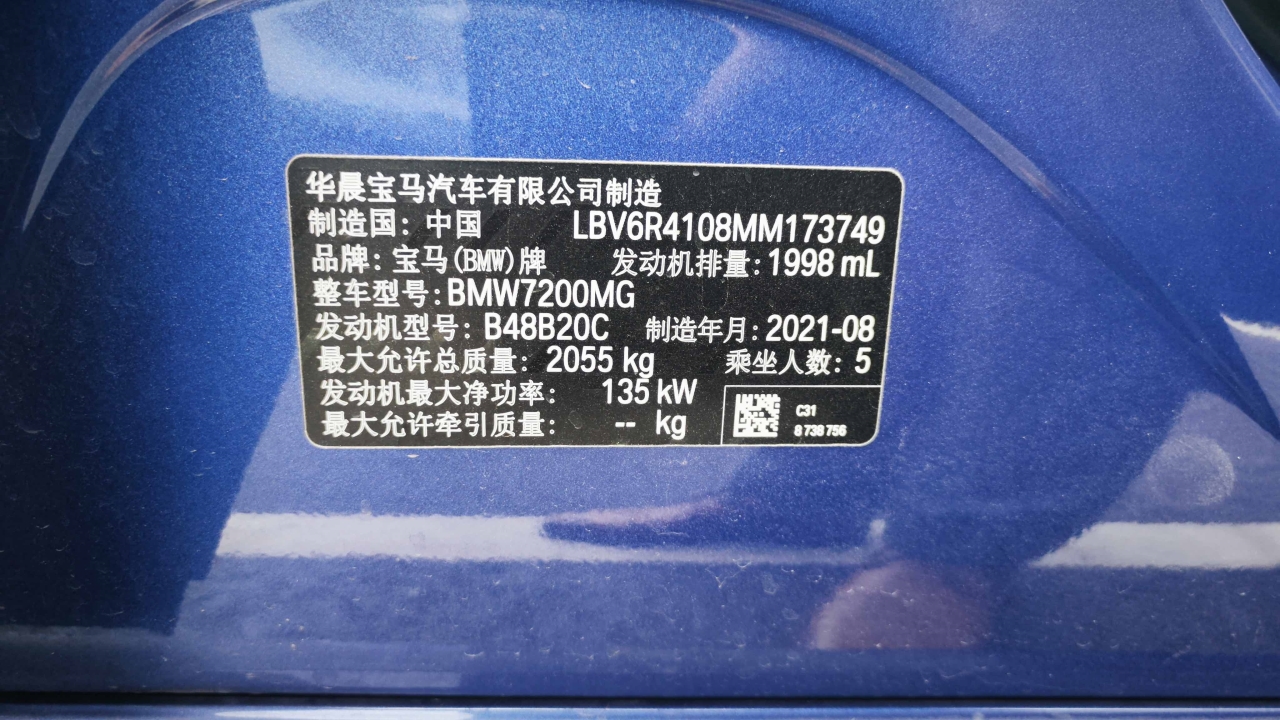 华晨宝马汽车有限公司制造
制造国：中国 LBV6R4108MM173749
品牌：宝马(BMW)牌 发动机排量：1998 mL
整车型号：BMW7200MG
发动机型号：B48B20C 制造年月：2021-08
最大允许总质量：2055 kg 乘坐人数：5
发动机最大净功率：135 kW
最大允许牵引质量：-- kg
C31
8 738 756